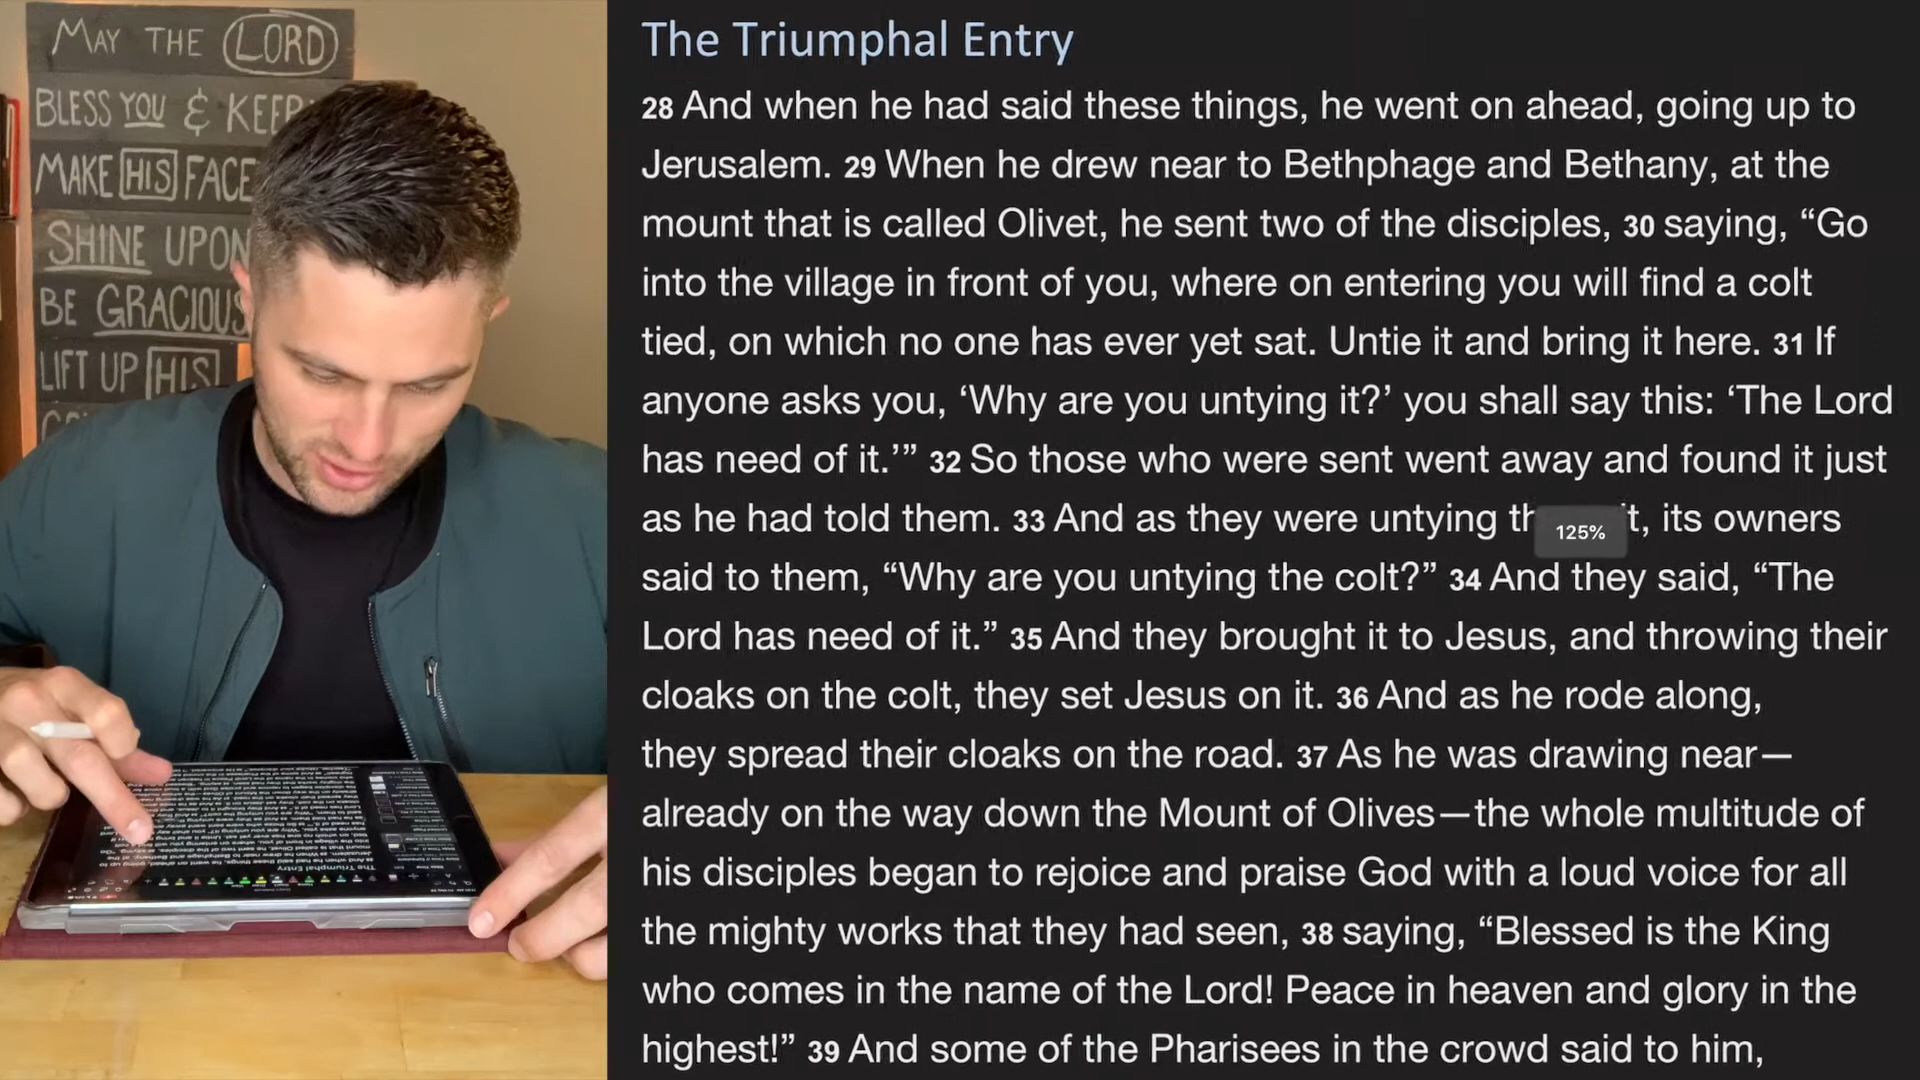 MAY THE LORD
BLESS YOU & KEEP
MAKE HIS FACE
SHINE UPON
BE GRACIOUS
LIFT UP HIS
The Triumphal Entry
28 And when he had said these things, he went on ahead, going up to
Jerusalem. 29 When he drew near to Bethphage and Bethany, at the
mount that is called Olivet, he sent two of the disciples, 30 saying, “Go
into the village in front of you, where on entering you will find a colt
tied, on which no one has ever yet sat. Untie it and bring it here. 31 If
anyone asks you, ‘Why are you untying it?’ you shall say this: ‘The Lord
has need of it.’” 32 So those who were sent went away and found it just
as he had told them. 33 And as they were untying th t, its owners
125%
said to them, “Why are you untying the colt?” 34 And they said, “The
Lord has need of it.” 35 And they brought it to Jesus, and throwing their
cloaks on the colt, they set Jesus on it. 36 And as he rode along,
they spread their cloaks on the road. 37 As he was drawing near—
already on the way down the Mount of Olives—the whole multitude of
his disciples began to rejoice and praise God with a loud voice for all
the mighty works that they had seen, 38 saying, “Blessed is the King
who comes in the name of the Lord! Peace in heaven and glory in the
highest!” 39 And some of the Pharisees in the crowd said to him,